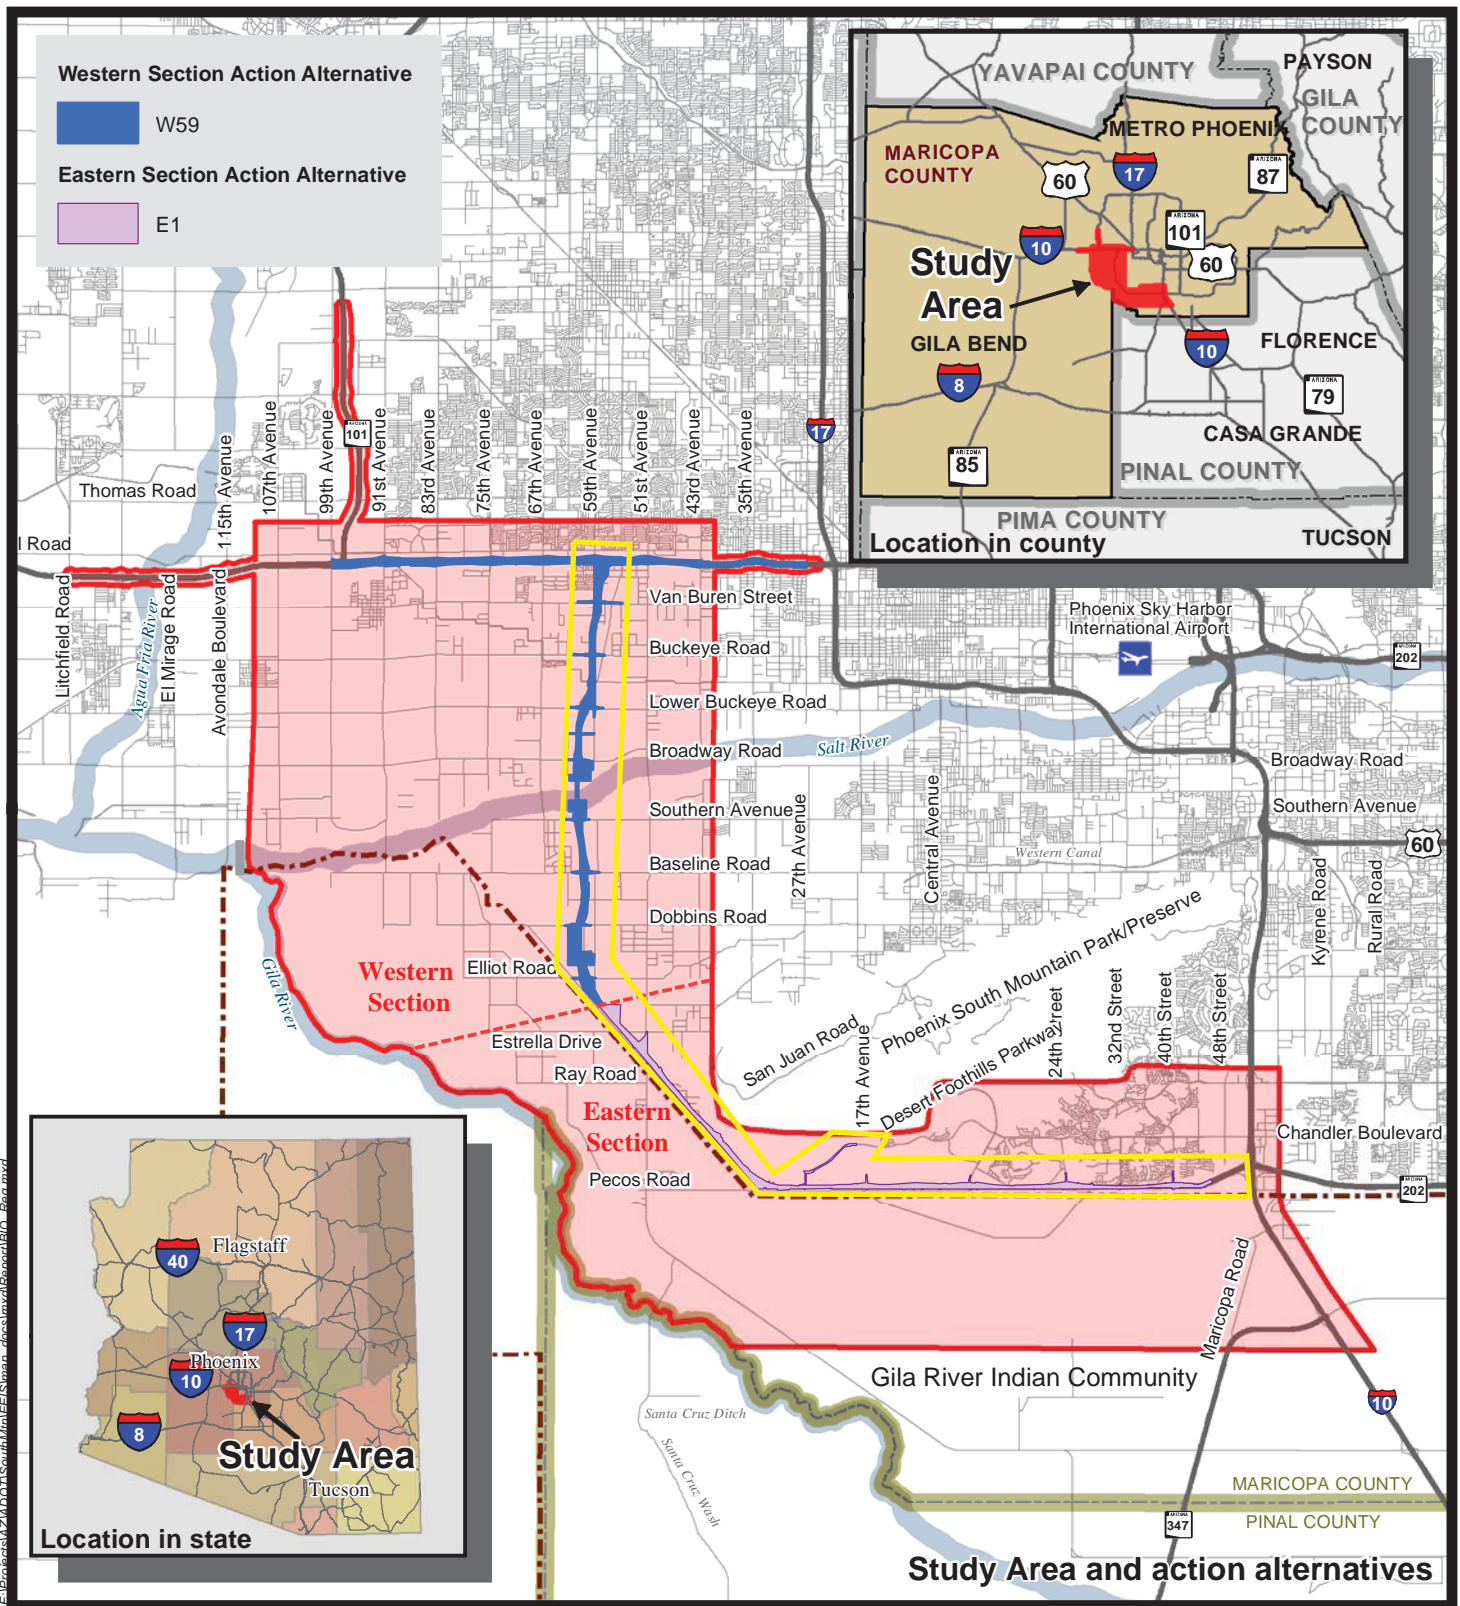 Western Section Action Alternative
W59
Eastern Section Action Alternative
E1
YAVAPAI COUNTY
PAYSON
GILA
COUNTY
METRO PHOENIX
MARICOPA
COUNTY
60
17
ARIZONA
87
10
ARIZONA
101
60
Study
Area
GILA BEND
8
10
FLORENCE
ARIZONA
79
CASA GRANDE
ARIZONA
85
PINAL COUNTY
PIMA COUNTY
TUCSON
Location in county
17
ARIZONA
101
Thomas Road
115th Avenue
107th Avenue
99th Avenue
91st Avenue
83rd Avenue
75th Avenue
67th Avenue
59th Avenue
51st Avenue
43rd Avenue
35th Avenue
l Road
Litchfield Road
Agua Fria River
El Mirage Road
Avondale Boulevard
Van Buren Street
Buckeye Road
Lower Buckeye Road
Broadway Road
Southern Avenue
Baseline Road
Dobbins Road
Phoenix Sky Harbor
International Airport
ARIZONA
202
Salt River
Broadway Road
Southern Avenue
60
27th Avenue
Central Avenue
Western Canal
Kyrene Road
Rural Road
Gila River
Western
Section
Elliot Road
Estrella Drive
Ray Road
Eastern
Section
Pecos Road
San Juan Road
Phoenix South Mountain Park/Preserve
17th Avenue
Desert Foothills Parkway
24th Street
32nd Street
40th Street
48th Street
Chandler Boulevard
ARIZONA
202
Maricopa Road
Gila River Indian Community
10
Santa Cruz Ditch
Santa Cruz Wash
MARICOPA COUNTY
PINAL COUNTY
ARIZONA
347
Flagstaff
40
17
Phoenix
10
8
Study Area
Tucson
Location in state
Study Area and action alternatives